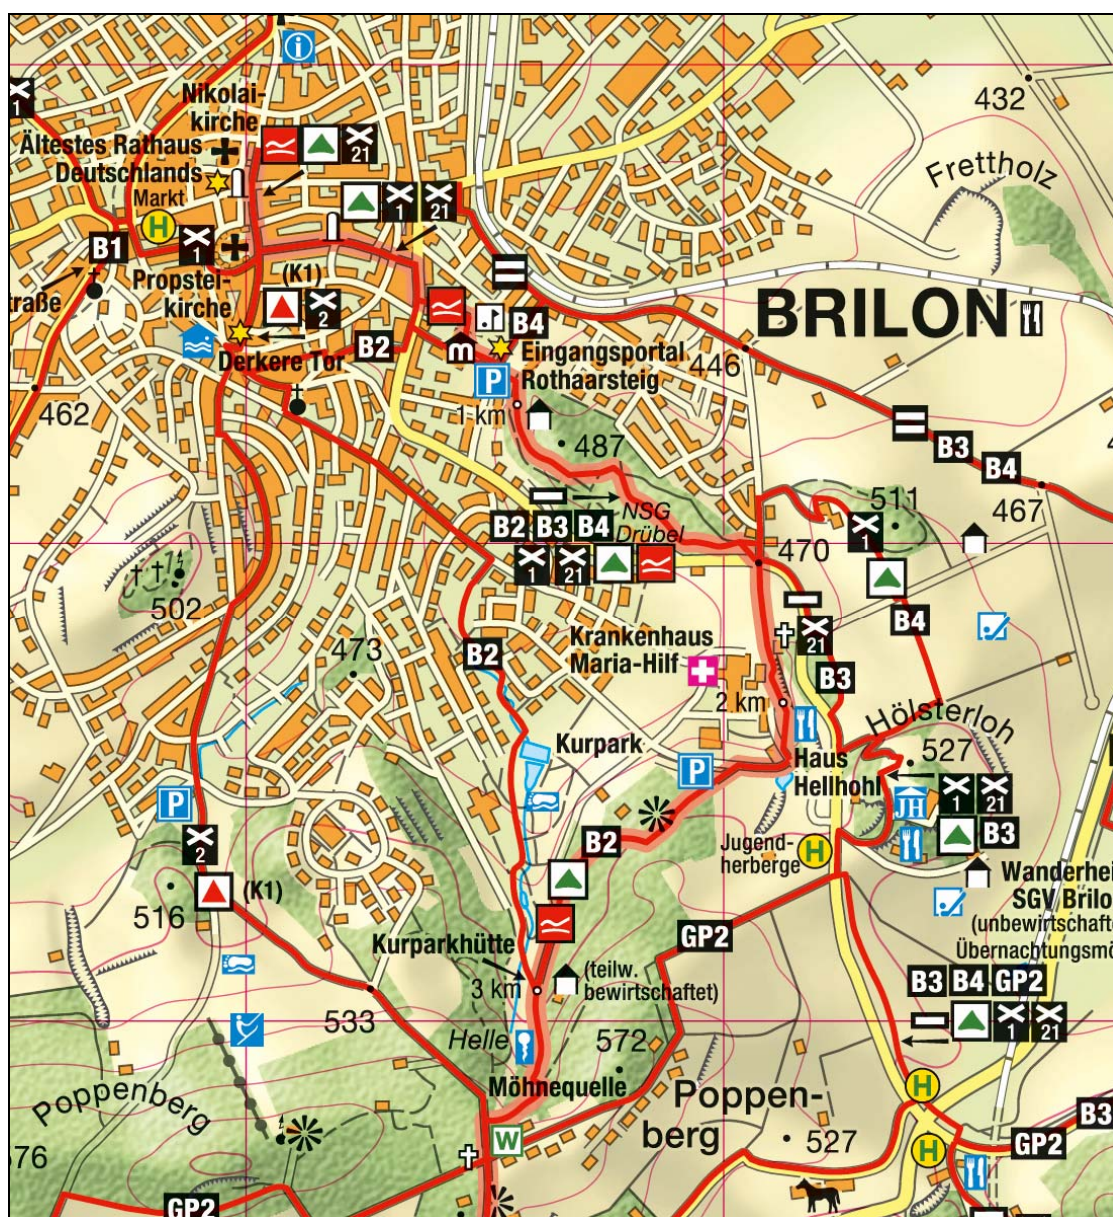 1
Nikolai-
kirche
432
Ältestes Rathaus
Deutschlands
21
Frettholz
Markt
H
1
21
B1
1
Propstei-
kirche
(K1)
2
traße
BRILON
B4
B2
Derkere Tor
Eingangsportal
Rothaarsteig
446
P
462
1 km
487
B3
B4
467
511
NSG
Drübel
B2 B3 B4
1
21
1
470
502
B4
Krankenhaus
Maria-Hilf
21
473
B2
B3
2 km
Hölsterloh
527
Kurpark
P
Haus
Hellhohl
P
JH
1
21
B3
B2
Jugend-
herberge
H
2
(K1)
516
Wanderhei
SGV Brilo
(unbewirtschafte
Übernachtungsmö
GP2
Kurparkhütte
3 km
(teilw.
bewirtschaftet)
B3 B4 GP2
1
21
533
Helle
572
Möhnequelle
Poppenberg
Poppen-
berg
H
B3
W
527
H
GP2
576
GP2